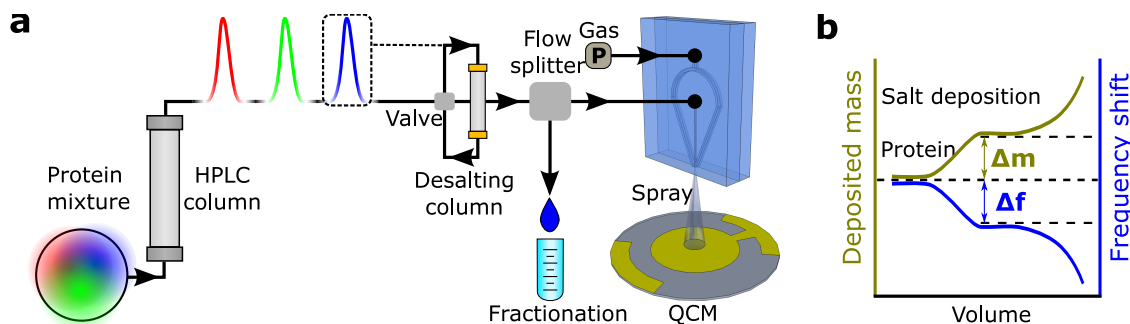 a
Protein
mixture
HPLC
column
Valve
Desalting
column
Flow
splitter
Gas
P
Fractionation
Spray
QCM
b
Deposited mass
Salt deposition
Protein
Δm
Δf
Frequency shift
Volume